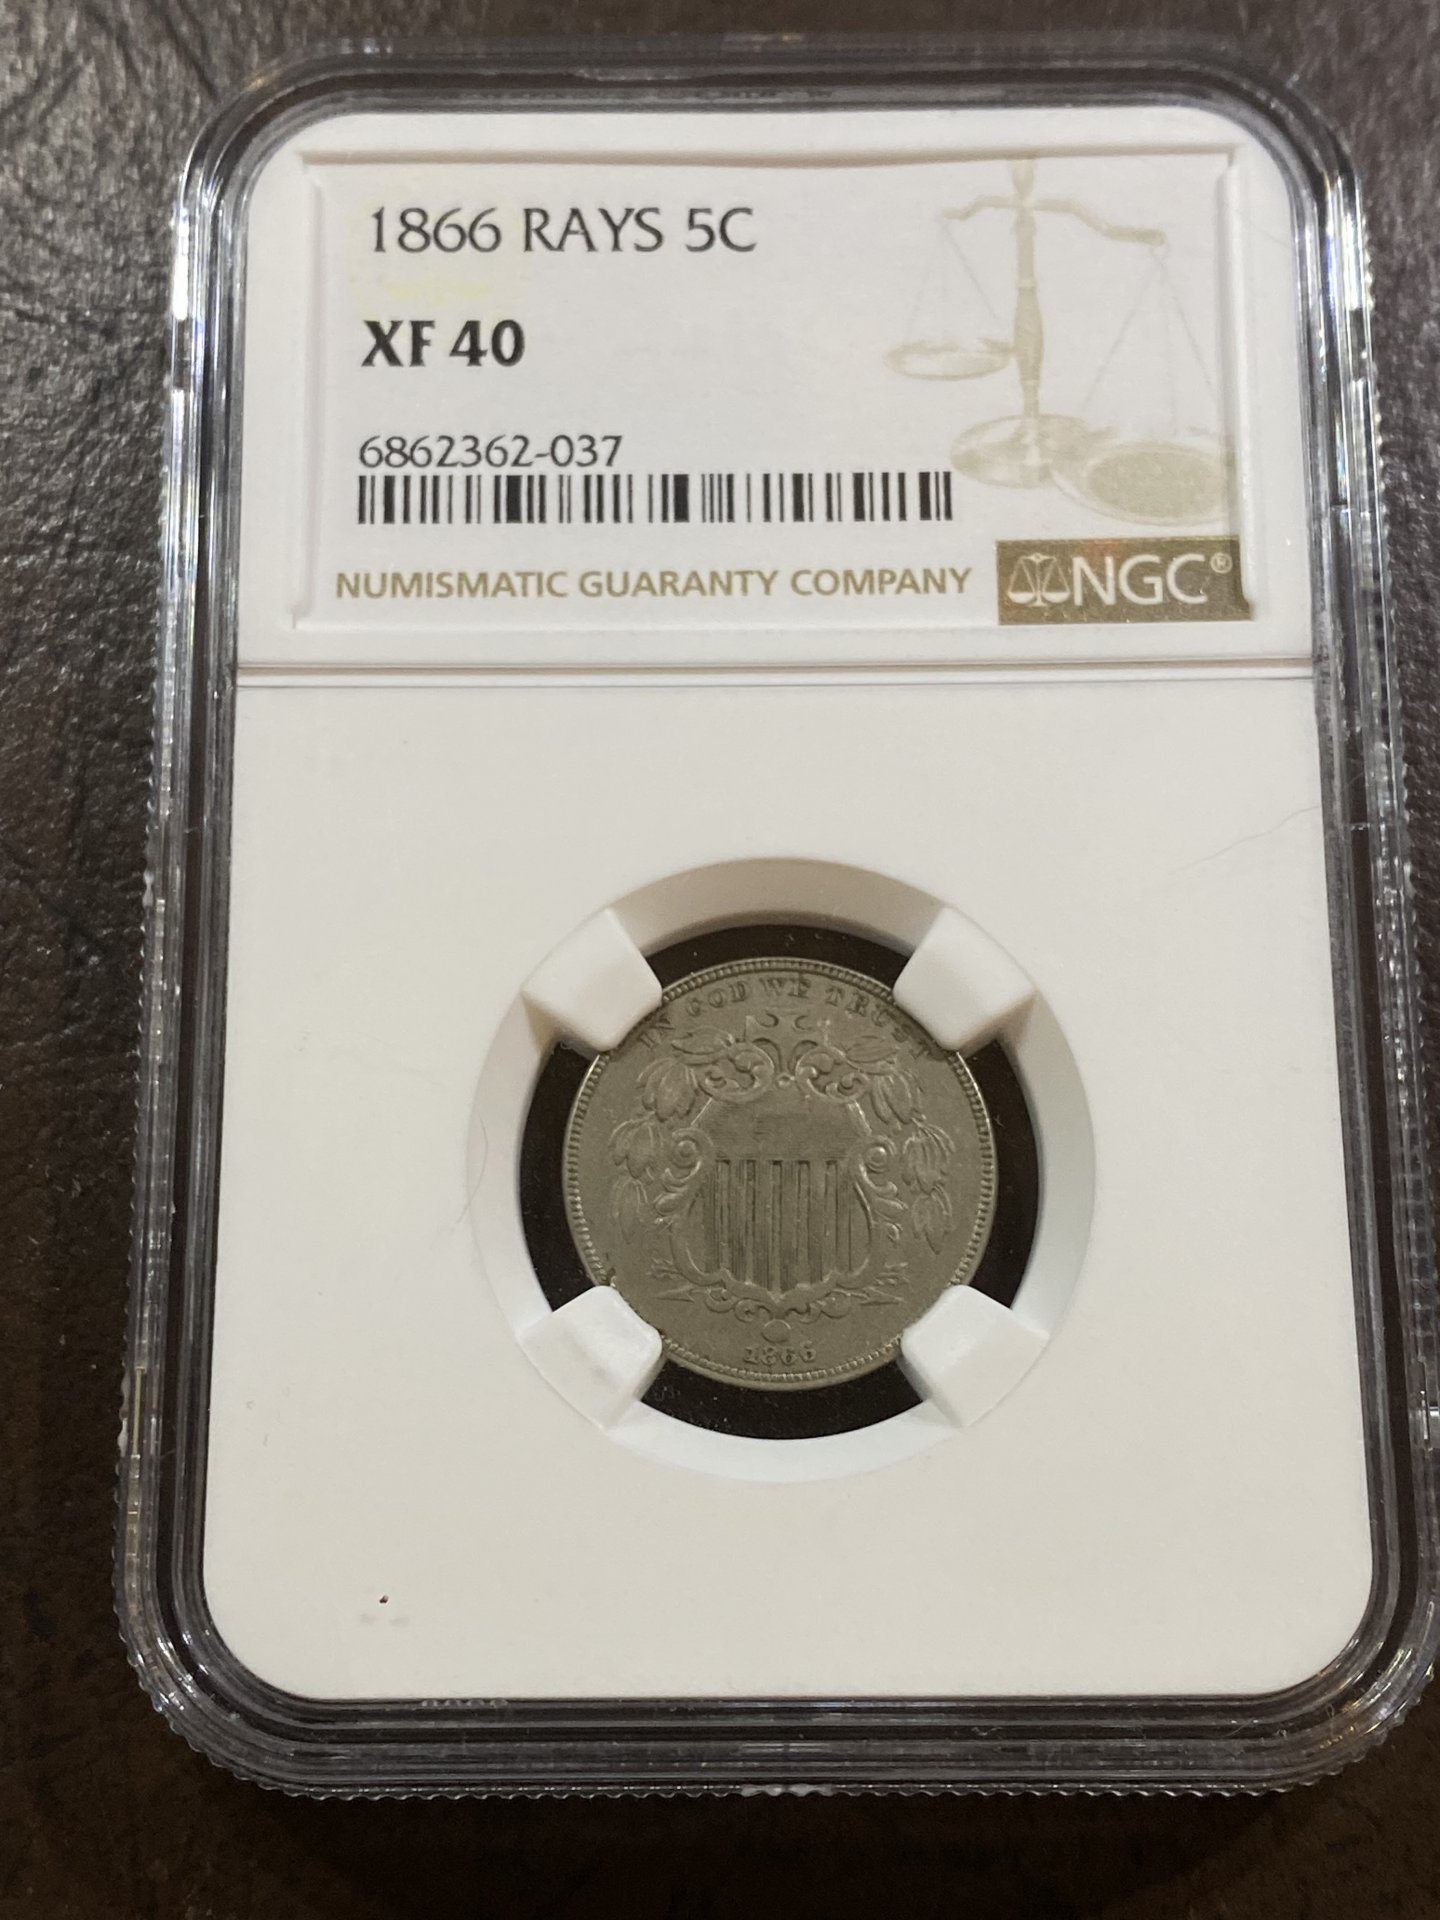 1866 RAYS 5C
XF 40
6862362-037
NUMISMATIC GUARANTY COMPANY
NGC®
IN GOD WE TRUST
1866